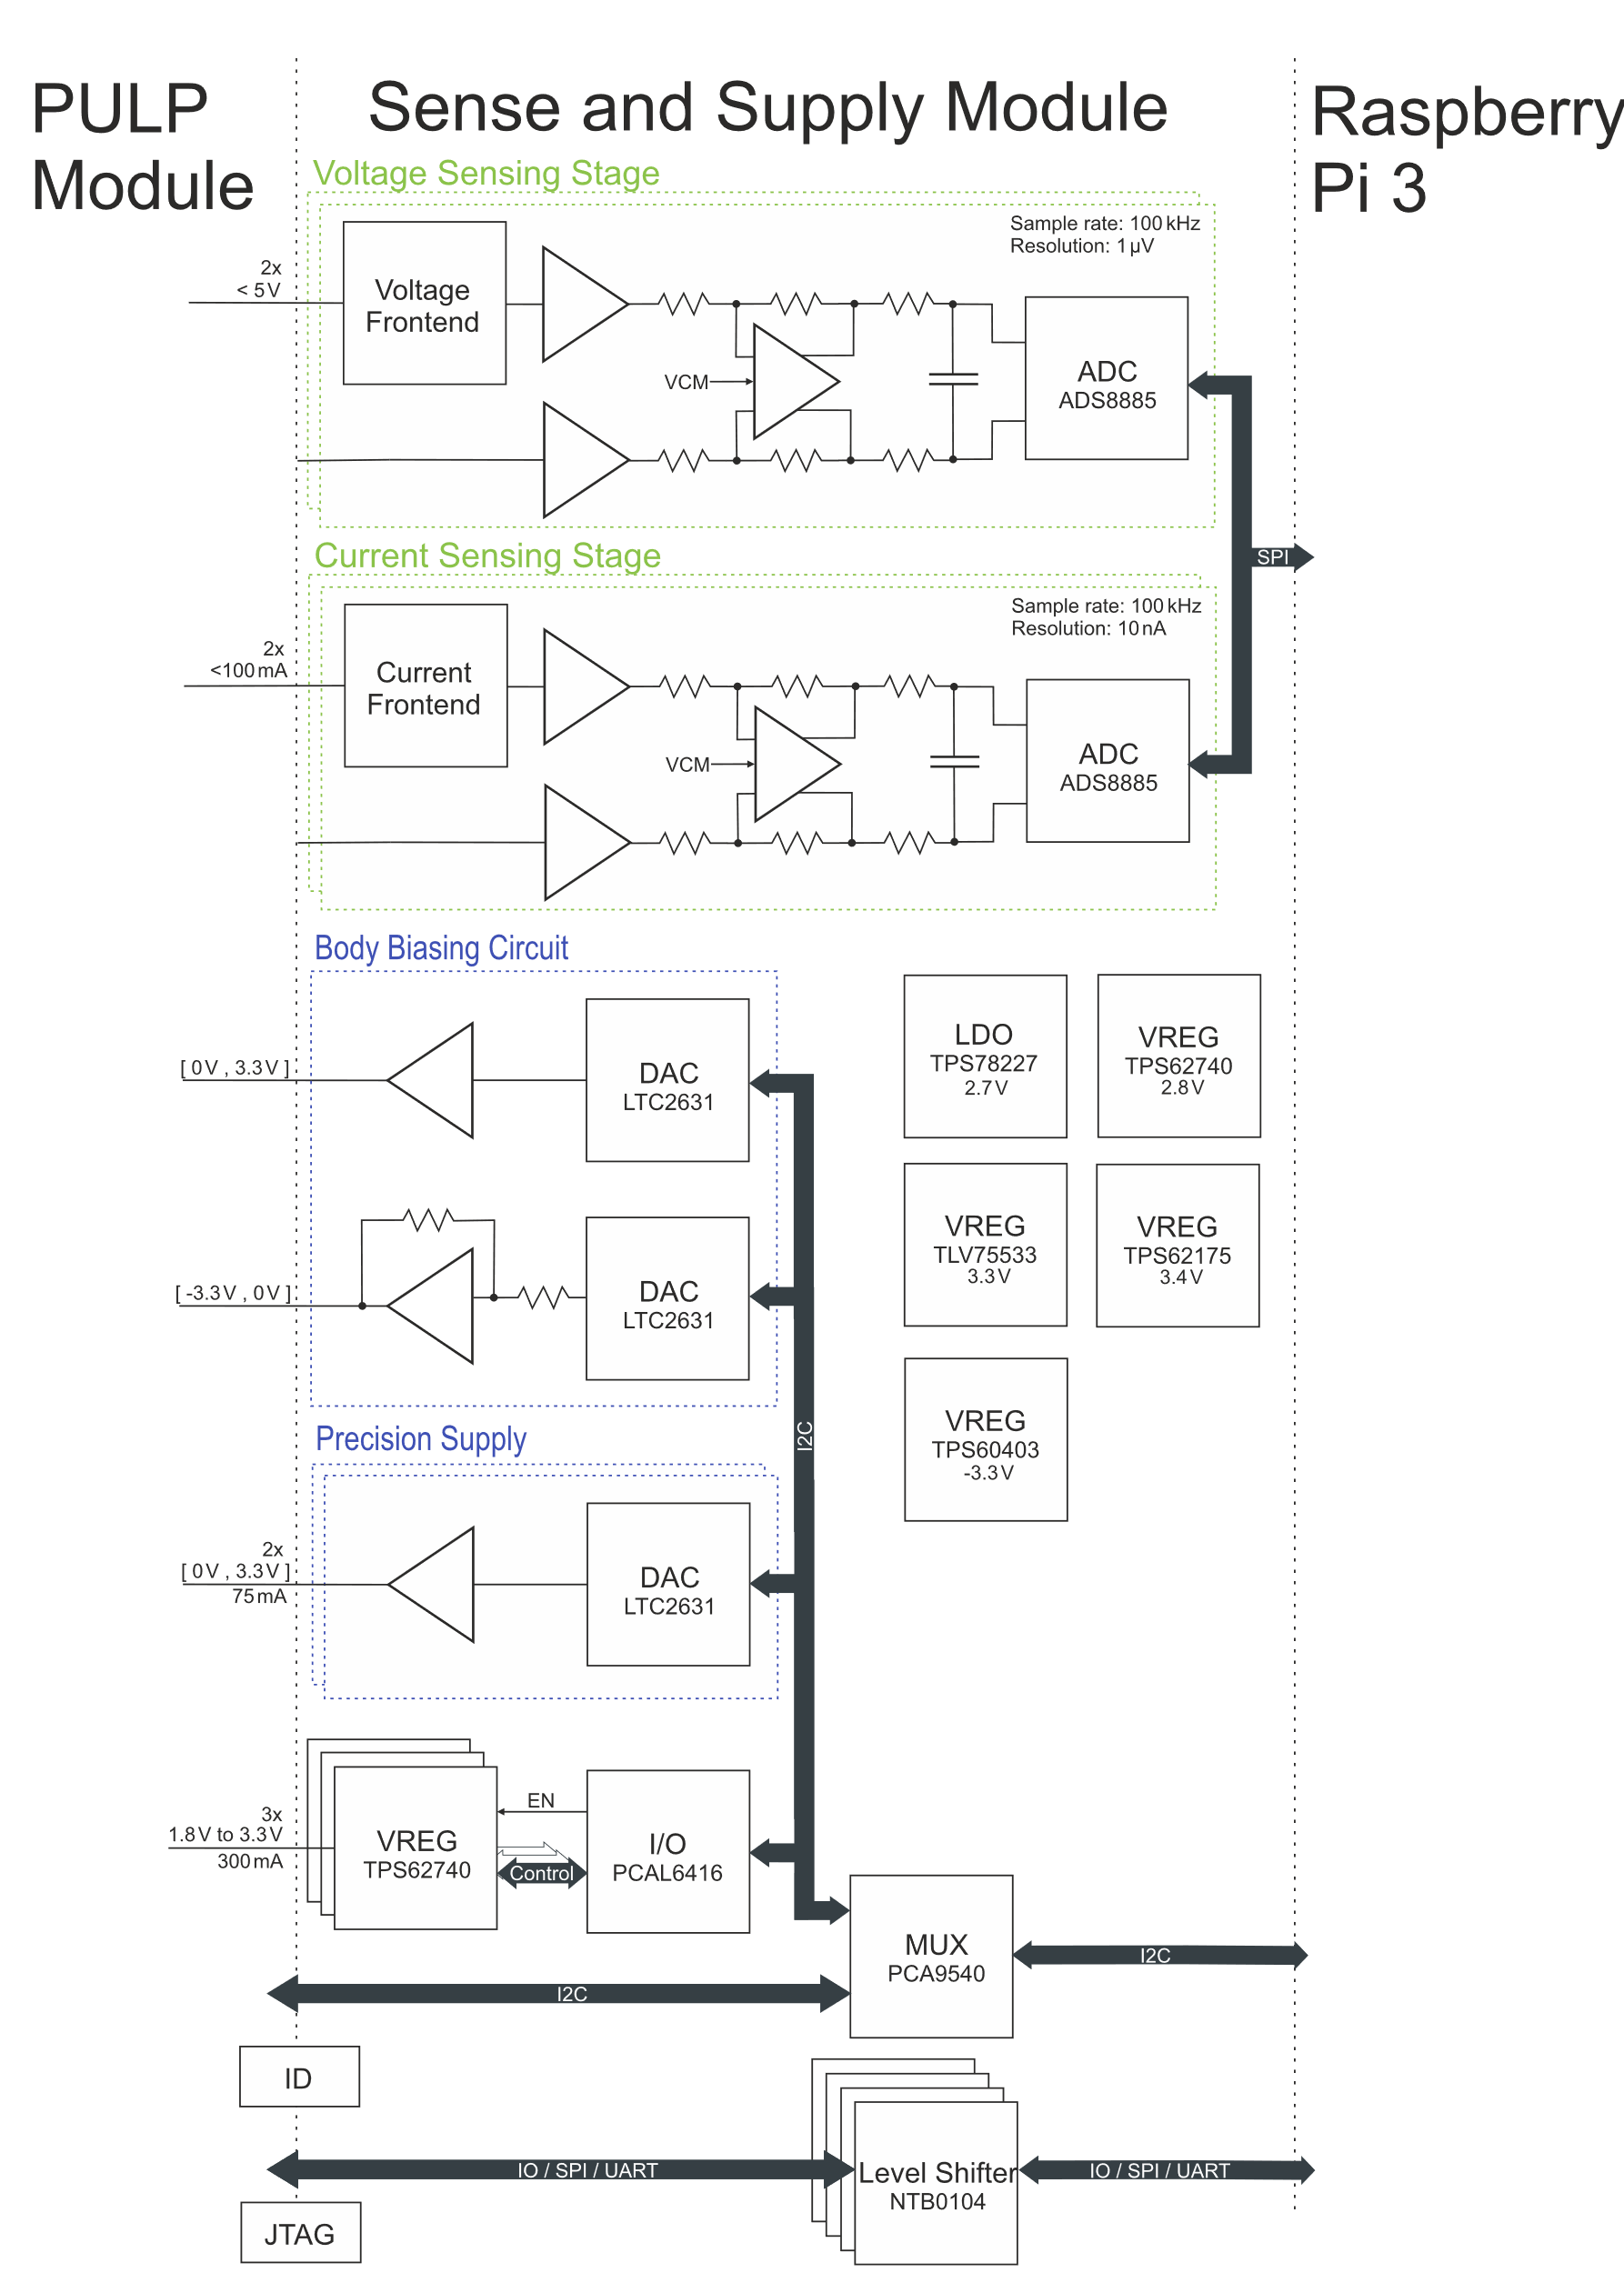 PULP
Module
Sense and Supply Module
Raspberry
Pi 3
Voltage Sensing Stage
Sample rate: 100 kHz
Resolution: 1 µV
2x
< 5 V
Voltage
Frontend
VCM
ADC
ADS8885
SPI
Current Sensing Stage
Sample rate: 100 kHz
Resolution: 10 nA
2x
<100 mA
Current
Frontend
VCM
ADC
ADS8885
Body Biasing Circuit
[ 0 V , 3.3 V ]
DAC
LTC2631
[ -3.3 V , 0 V ]
DAC
LTC2631
LDO
TPS78227
2.7 V
VREG
TPS62740
2.8 V
VREG
TLV75533
3.3 V
VREG
TPS62175
3.4 V
VREG
TPS60403
-3.3 V
I2C
Precision Supply
2x
[ 0 V , 3.3 V ]
75 mA
DAC
LTC2631
3x
1.8 V to 3.3 V
300 mA
VREG
TPS62740
EN
Control
I/O
PCAL6416
MUX
PCA9540
I2C
I2C
ID
IO / SPI / UART
Level Shifter
NTB0104
IO / SPI / UART
JTAG